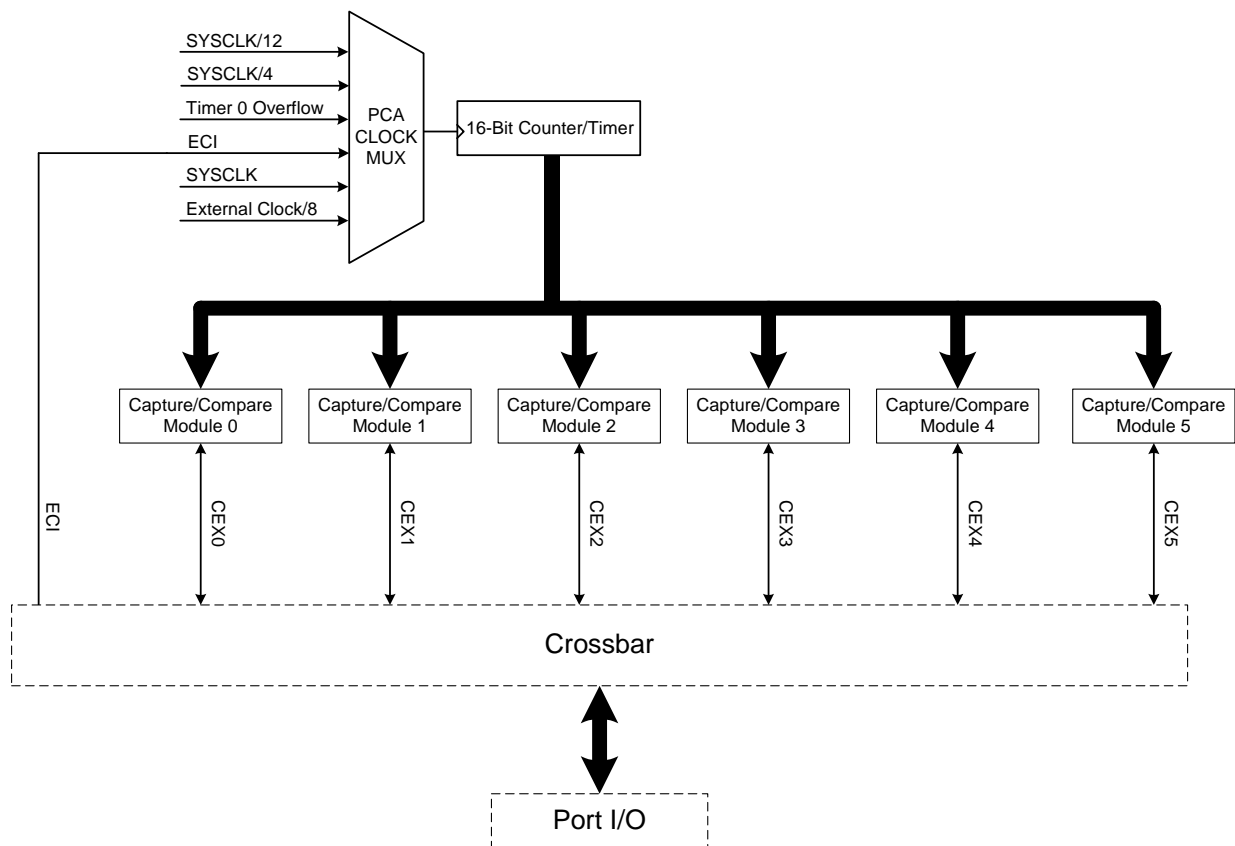 SYSCLK/12
SYSCLK/4
Timer 0 Overflow
ECI
SYSCLK
External Clock/8
PCA
CLOCK
MUX
16-Bit Counter/Timer
Capture/Compare
Module 0
Capture/Compare
Module 1
Capture/Compare
Module 2
Capture/Compare
Module 3
Capture/Compare
Module 4
Capture/Compare
Module 5
ECI
CEX0
CEX1
CEX2
CEX3
CEX4
CEX5
Crossbar
Port I/O